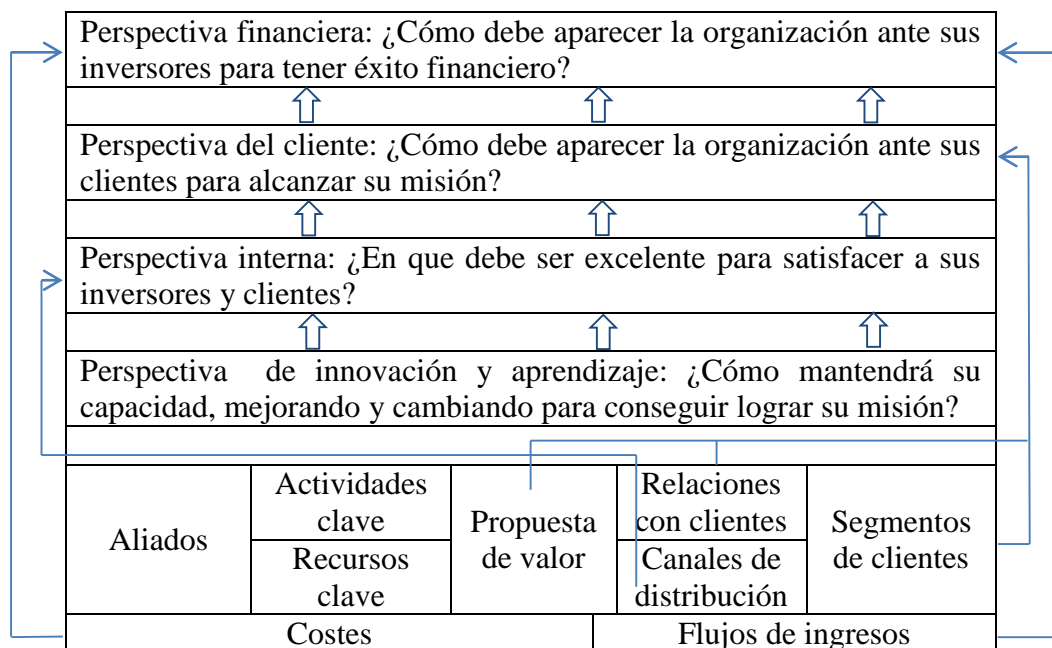 Perspectiva financiera: ¿Cómo debe aparecer la organización ante sus
inversores para tener éxito financiero?
Perspectiva del cliente: ¿Cómo debe aparecer la organización ante sus
clientes para alcanzar su misión?
Perspectiva interna: ¿En que debe ser excelente para satisfacer a sus
inversores y clientes?
Perspectiva de innovación y aprendizaje: ¿Cómo mantendrá su
capacidad, mejorando y cambiando para conseguir lograr su misión?
Aliados
Actividades
clave
Recursos
clave
Propuesta
de valor
Relaciones
con clientes
Canales de
distribución
Segmentos
de clientes
Costes
Flujos de ingresos